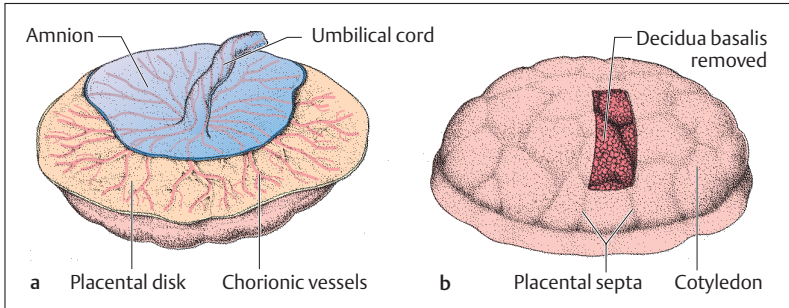 Amnion
Umbilical cord
a
Placental disk
Chorionic vessels
Decidua basalis
removed
b
Placental septa
Cotyledon